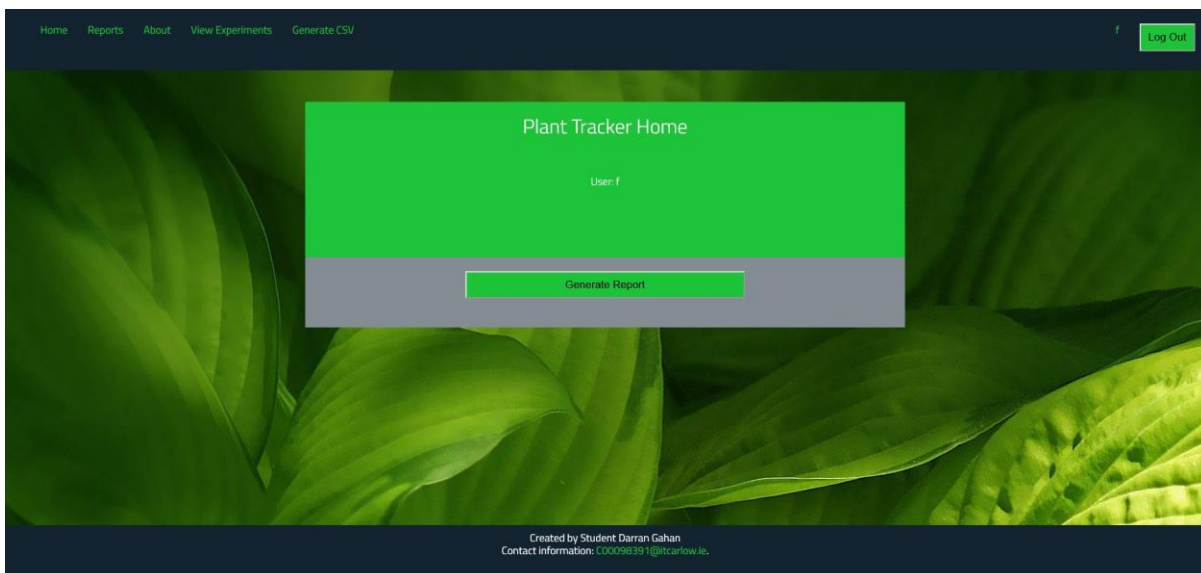 Home Reports About View Experiments Generate CSV f Log Out
Plant Tracker Home
User: f
Generate Report
Created by Student Darran Gahan
Contact information: C00098391@itcarlow.ie.